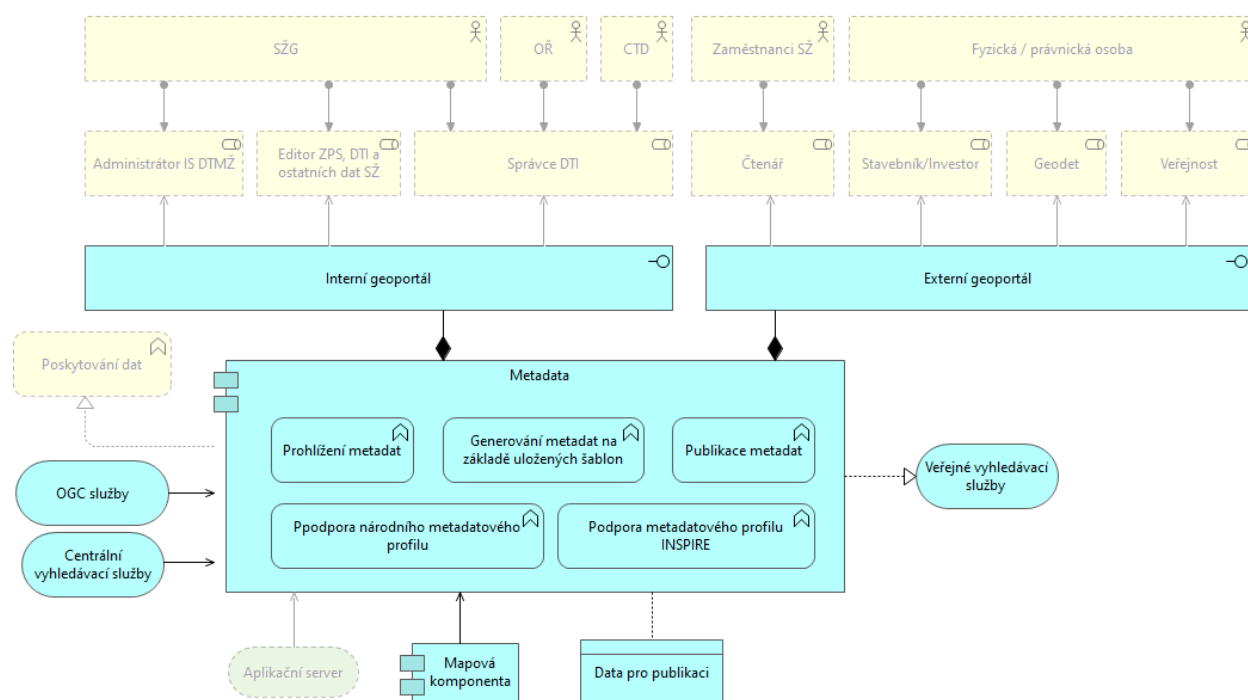 SŽG
OŘ
CTD
Zaměstnanci SŽ
Fyzická / právnická osoba
Administrátor IS DTMŽ
Editor ZPS, DTI a
ostatních dat SŽ
Správce DTI
Čtenář
Stavebník/Investor
Geodet
Veřejnost
Interní geoportál
Externí geoportál
Poskytování dat
Metadata
Prohlížení metadat
Generování metadat na
základě uložených šablon
Publikace metadat
OGC služby
Veřejné vyhledávací
služby
Ppodpora národního metadatového
profilu
Podpora metadatového profilu
INSPIRE
Centrální
vyhledávací služby
Aplikační server
Mapová
komponenta
Data pro publikaci